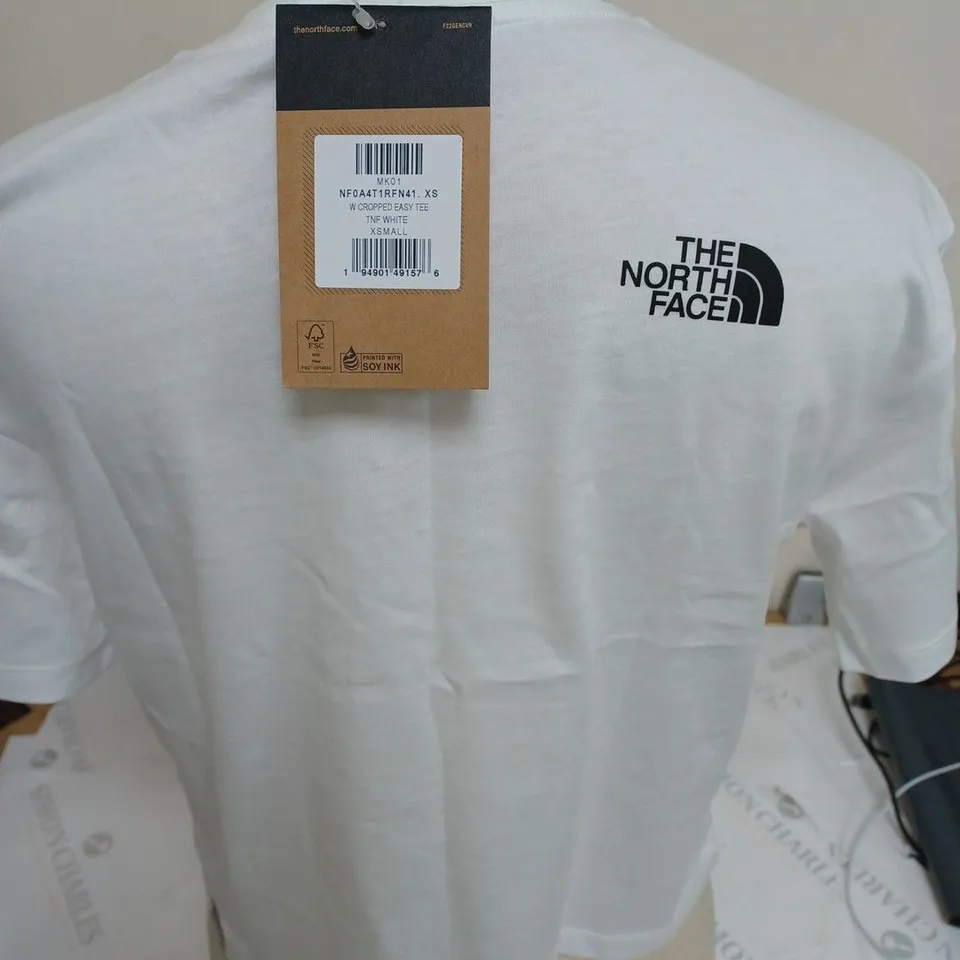 thenorthface.com
F22GENCVR
MK01
NF0A4T1RFN41. XS
W CROPPED EASY TEE
TNF WHITE
XSMALL
1 94901 49157 6
FSC
PRINTED WITH
SOY INK
THE
NORTH
FACE
SIMON CHARLES